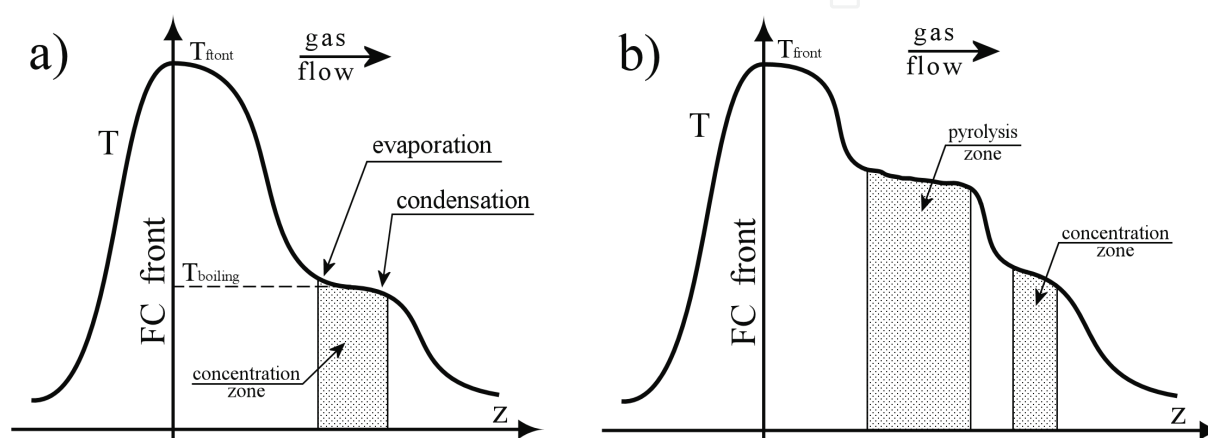 a)
T
Tftont
gas
flow
evaporation
condensation
Tboiling
FC front
concentration
zone
z
b)
T
Tfront
gas
flow
pyrolysis
zone
concentration
zone
FC front
z